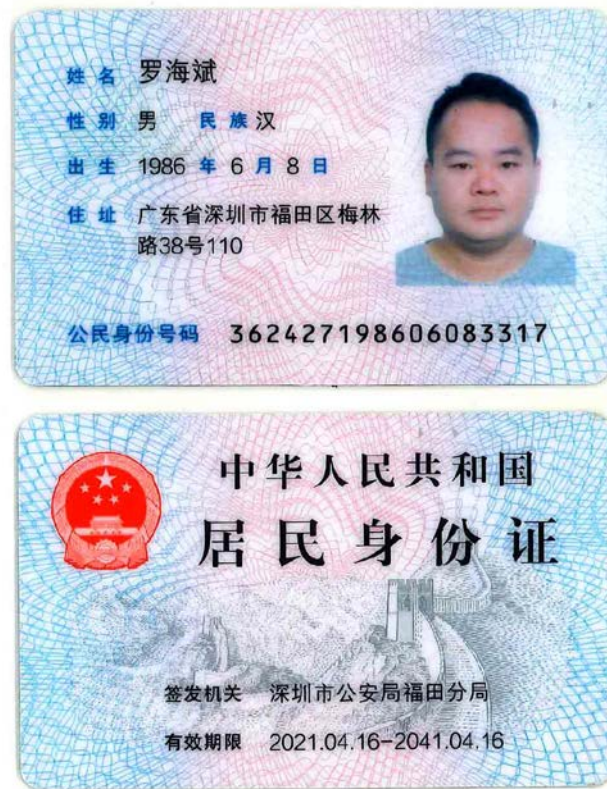 姓名 罗海斌
性别 男 民族 汉
出生 1986 年 6 月 8 日
住址 广东省深圳市福田区梅林
路38号110
公民身份号码 362427198606083317
中华人民共和国
居民身份证
签发机关 深圳市公安局福田分局
有效期限 2021.04.16-2041.04.16